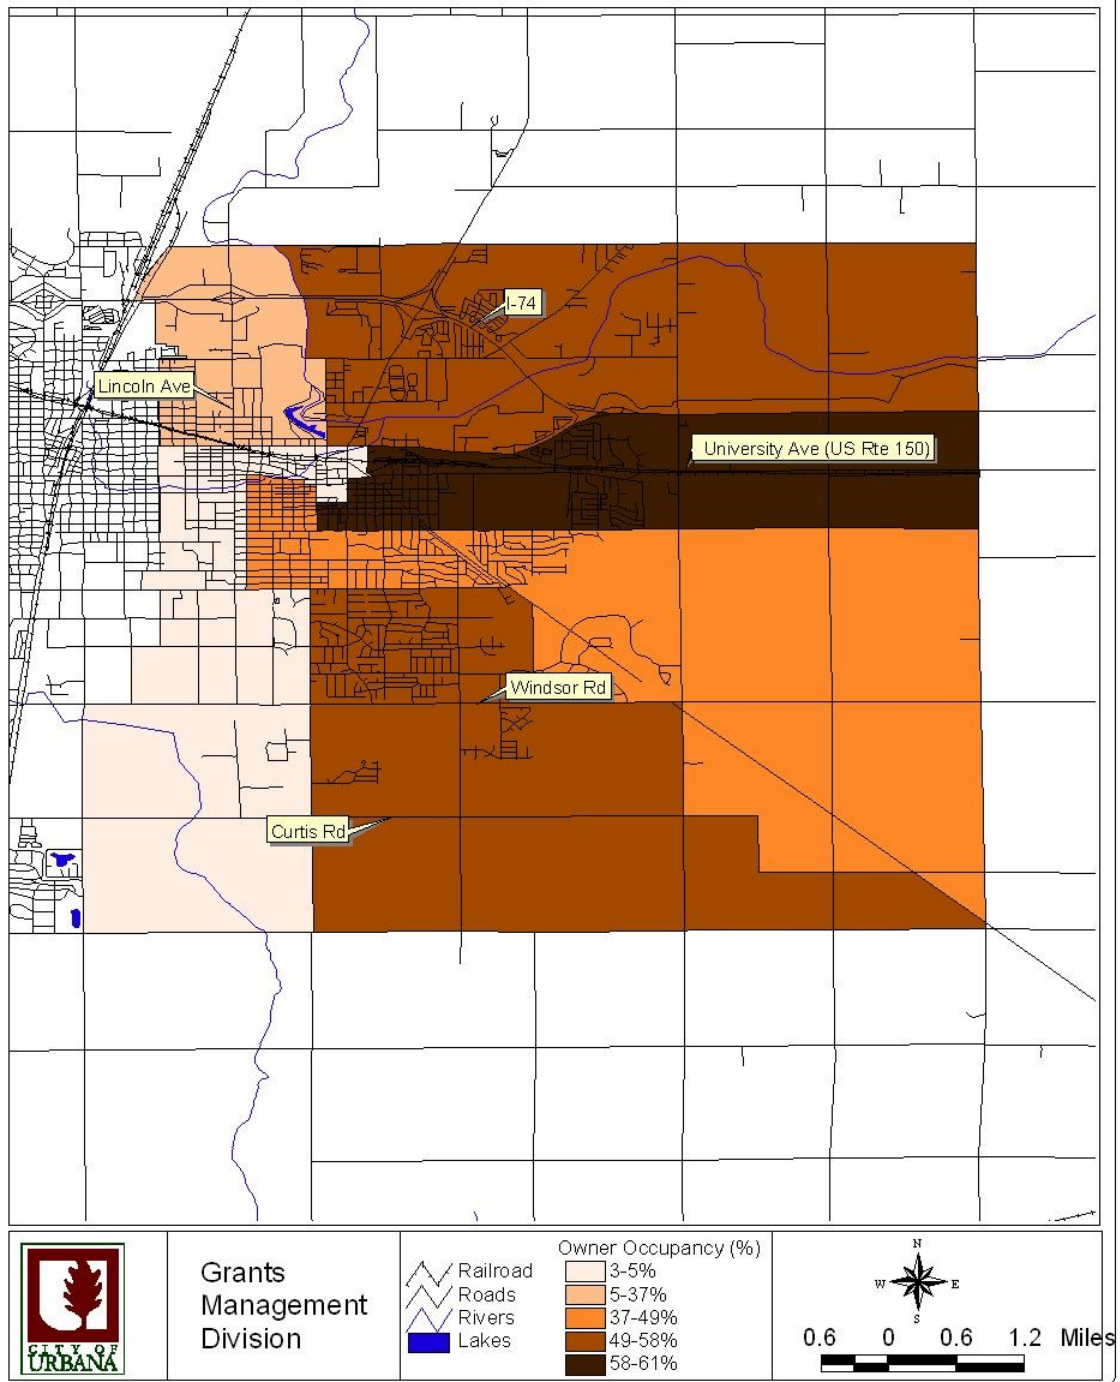 I-74
Lincoln Ave
University Ave (US Rte 150)
Windsor Rd
Curtis Rd
CITY OF
URBANA
Grants
Management
Division
Railroad
Roads
Rivers
Lakes
Owner Occupancy (%)
3-5%
5-37%
37-49%
49-58%
58-61%
N
W E
S
0.6 0 0.6 1.2 Miles